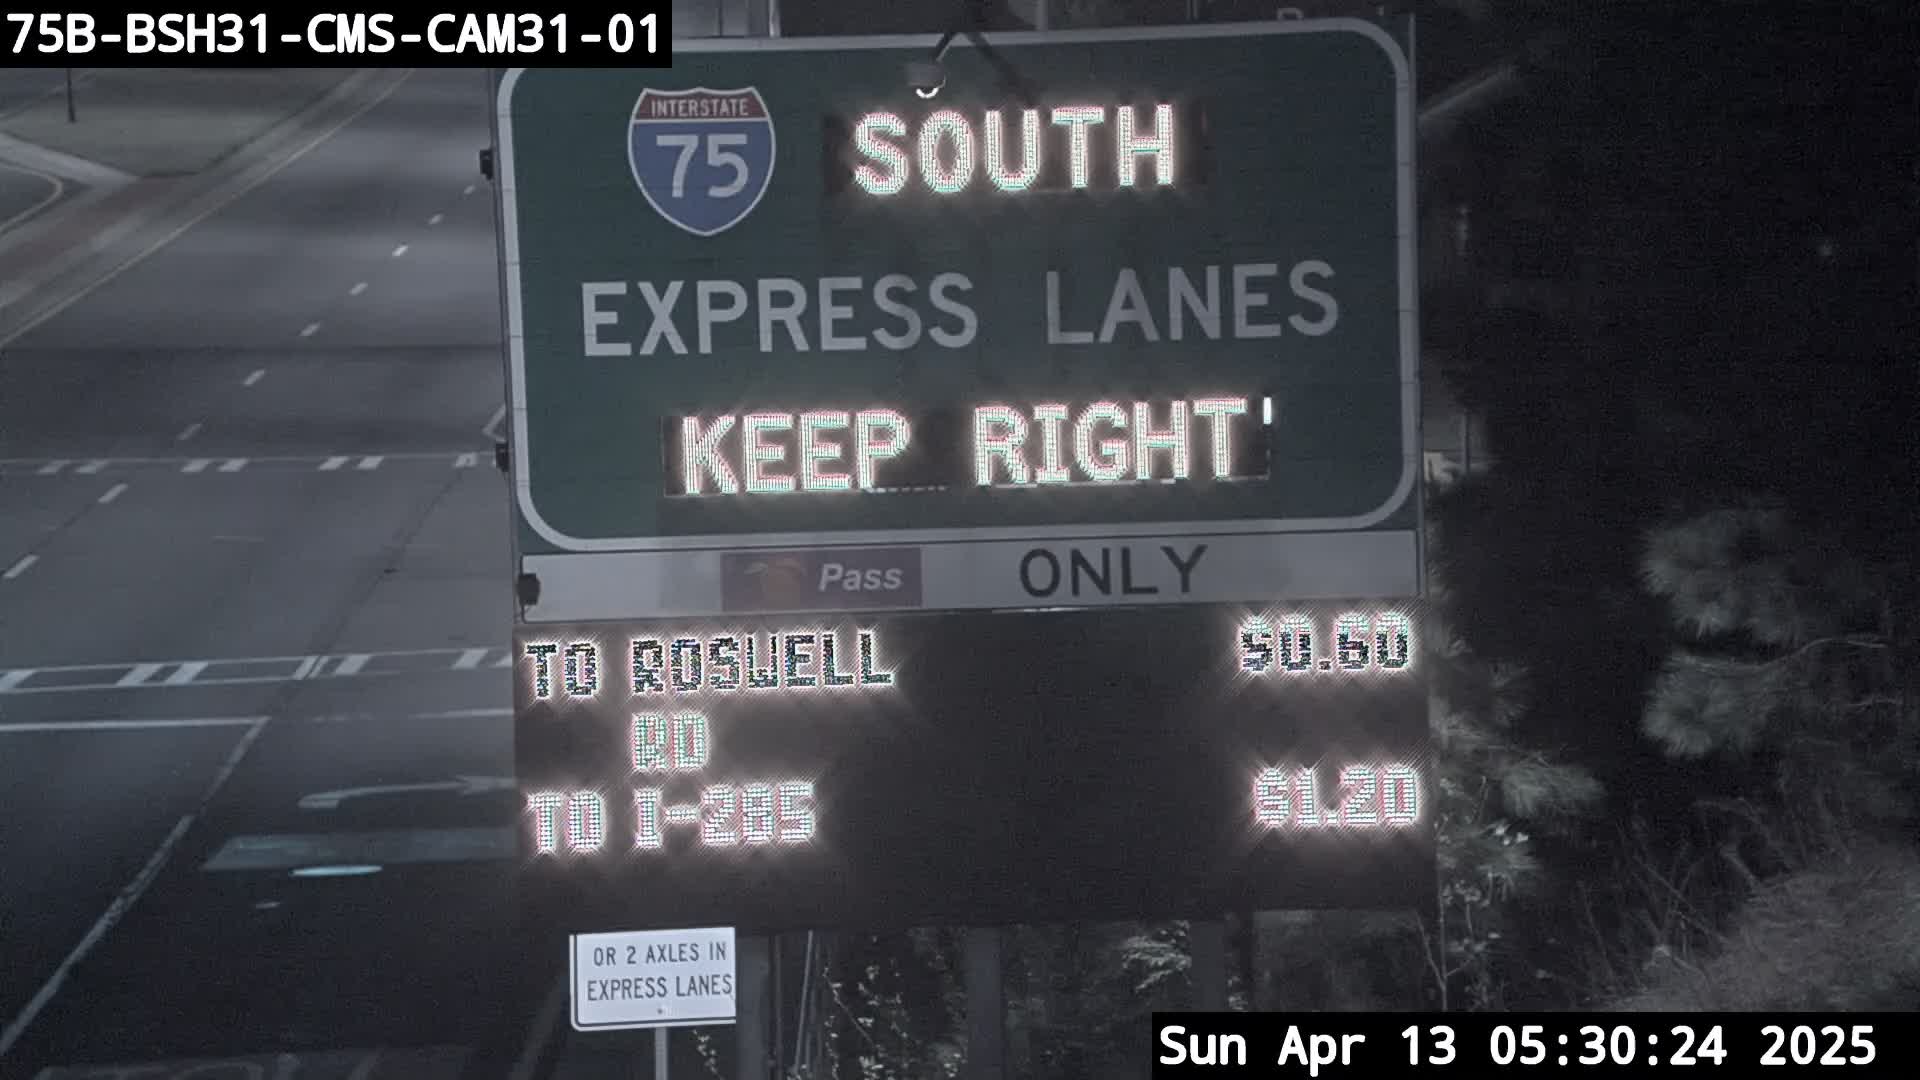 75B-BSH31-CMS-CAM31-01
INTERSTATE
75
SOUTH
EXPRESS LANES
KEEP RIGHT
Pass ONLY
TO ROSWELL $0.60
RD
TO I-285 $1.20
OR 2 AXLES IN
EXPRESS LANES
Sun Apr 13 05:30:24 2025